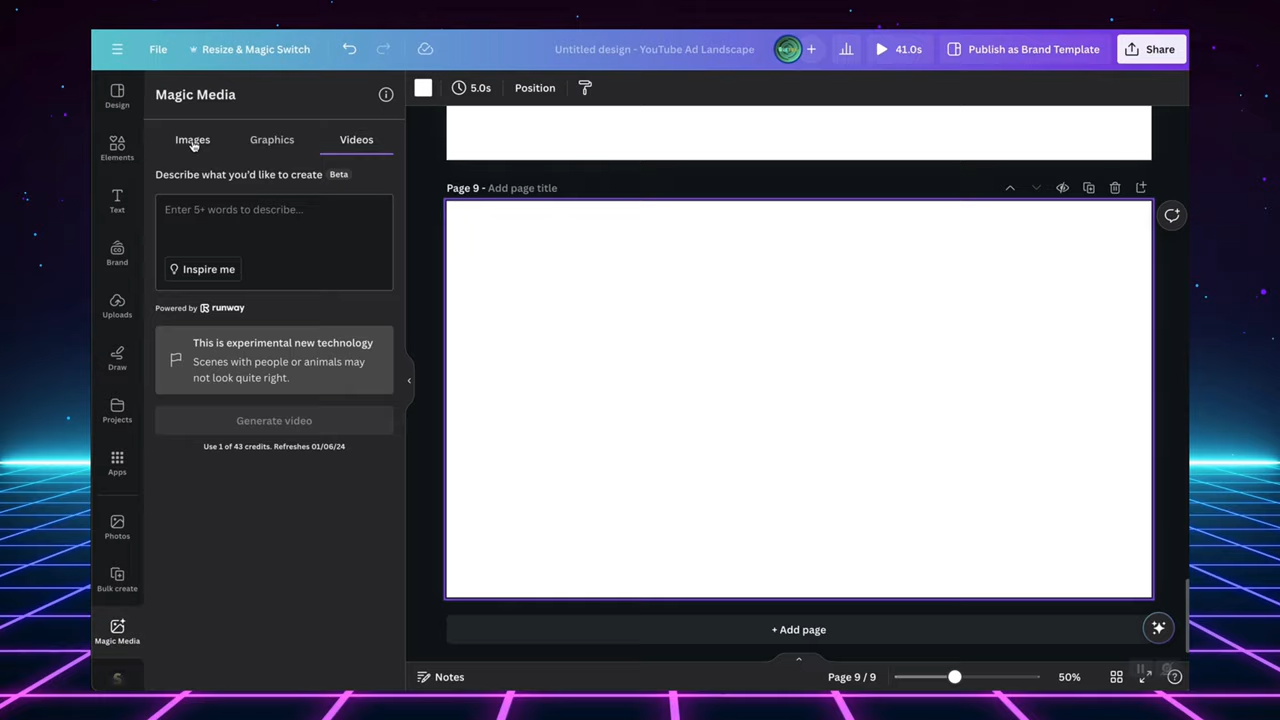 File
Resize & Magic Switch
Untitled design - YouTube Ad Landscape
41.0s
Publish as Brand Template
Share
Design
Elements
Text
Brand
Uploads
Draw
Projects
Apps
Photos
Bulk create
Magic Media
S
Magic Media
Images
Graphics
Videos
Describe what you'd like to create Beta
Enter 5+ words to describe...
Inspire me
Powered by runway
This is experimental new technology
Scenes with people or animals may
not look quite right.
Generate video
Use 1 of 43 credits. Refreshes 01/06/24
5.0s
Position
Page 9 - Add page title
+ Add page
Notes
Page 9 / 9
50%